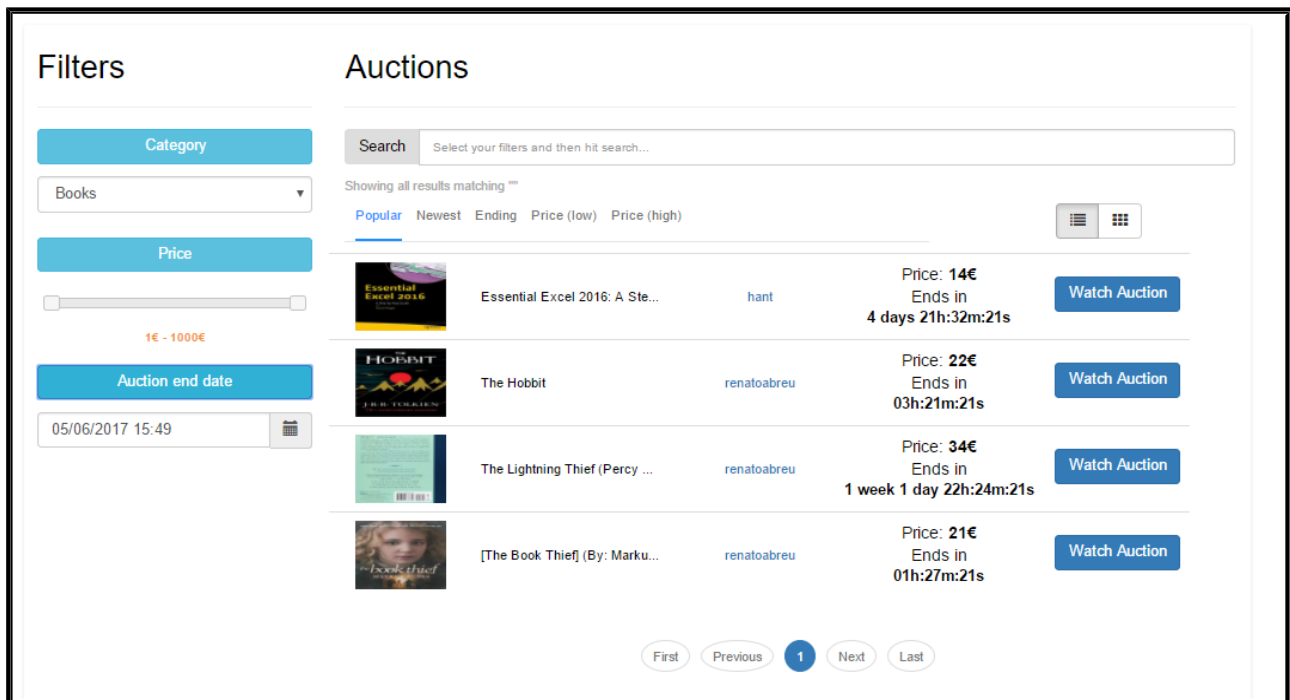 Filters
Category
Books
Price
1€ - 1000€
Auction end date
05/06/2017 15:49
Auctions
Search Select your filters and then hit search...
Showing all results matching ""
Popular Newest Ending Price (low) Price (high)
Essential
Excel 2016
Essential Excel 2016: A Ste...
hant
Price: 14€
Ends in
4 days 21h:32m:21s
Watch Auction
THE
HOBBIT
J.R.R. TOLKIEN
The Hobbit
renatoabreu
Price: 22€
Ends in
03h:21m:21s
Watch Auction
The Lightning Thief (Percy ...
renatoabreu
Price: 34€
Ends in
1 week 1 day 22h:24m:21s
Watch Auction
the book thief
[The Book Thief] (By: Marku...
renatoabreu
Price: 21€
Ends in
01h:27m:21s
Watch Auction
First Previous 1 Next Last